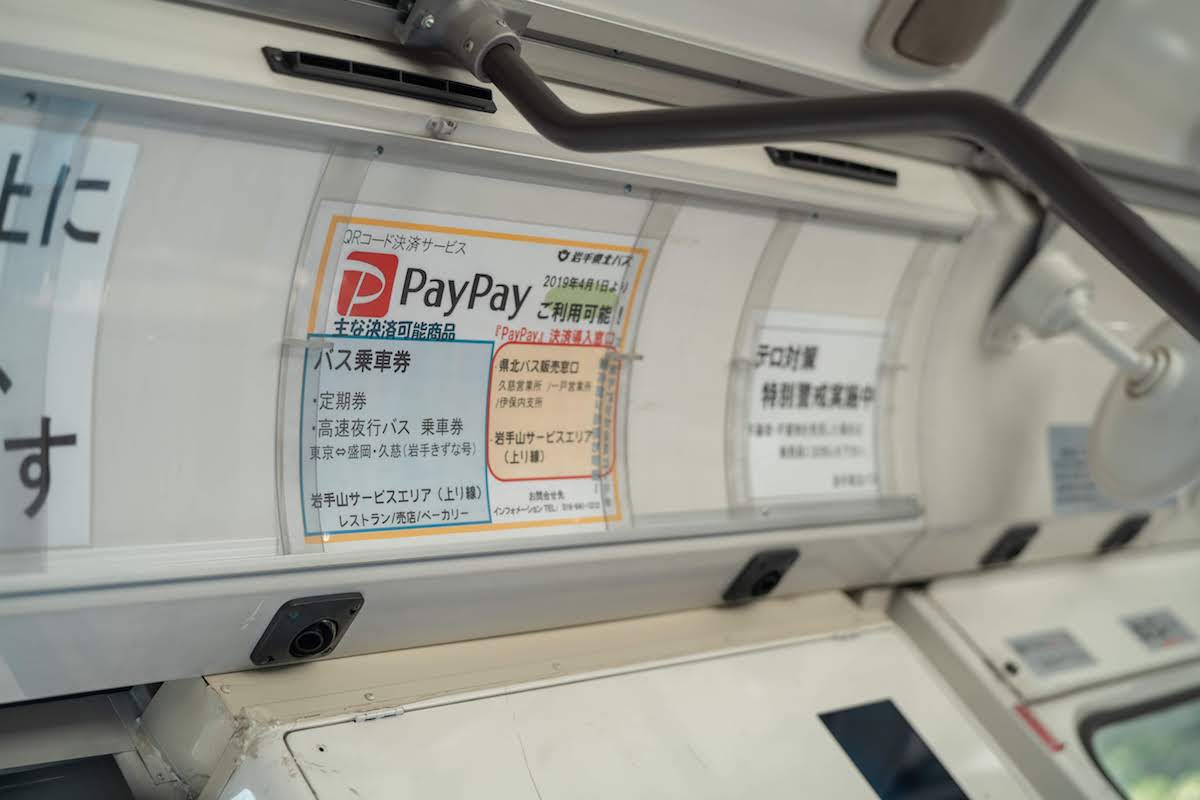 上に
す
QRコード決済サービス
岩手県北バス
PayPay
2019年4月1日より
ご利用可能！
主な決済可能商品
『PayPay』決済導入窓口
バス乗車券
・定期券
・高速夜行バス 乗車券
東京⇔盛岡・久慈(岩手きずな号)
岩手山サービスエリア（上り線）
レストラン/売店/ベーカリー
・県北バス販売窓口
久慈営業所 /一戸営業所
/伊保内支所
・岩手山サービスエリア
（上り線）
お問合せ先
インフォメーションTEL:
テロ対策
特別警戒実施中